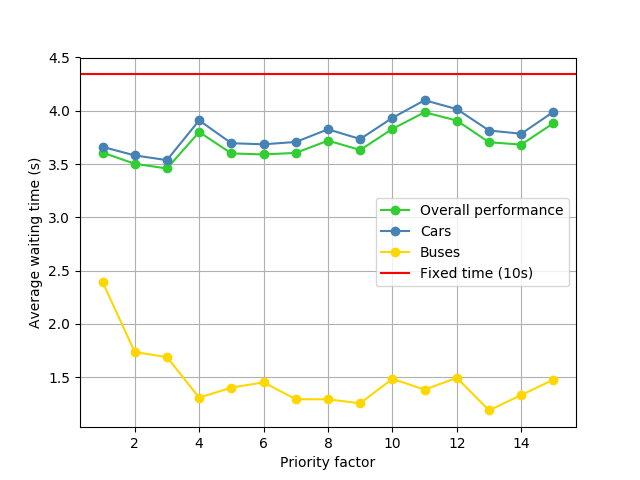 4.5
4.0
3.5
3.0
2.5
2.0
1.5
Average waiting time (s)
Overall performance
Cars
Buses
Fixed time (10s)
2 4 6 8 10 12 14
Priority factor